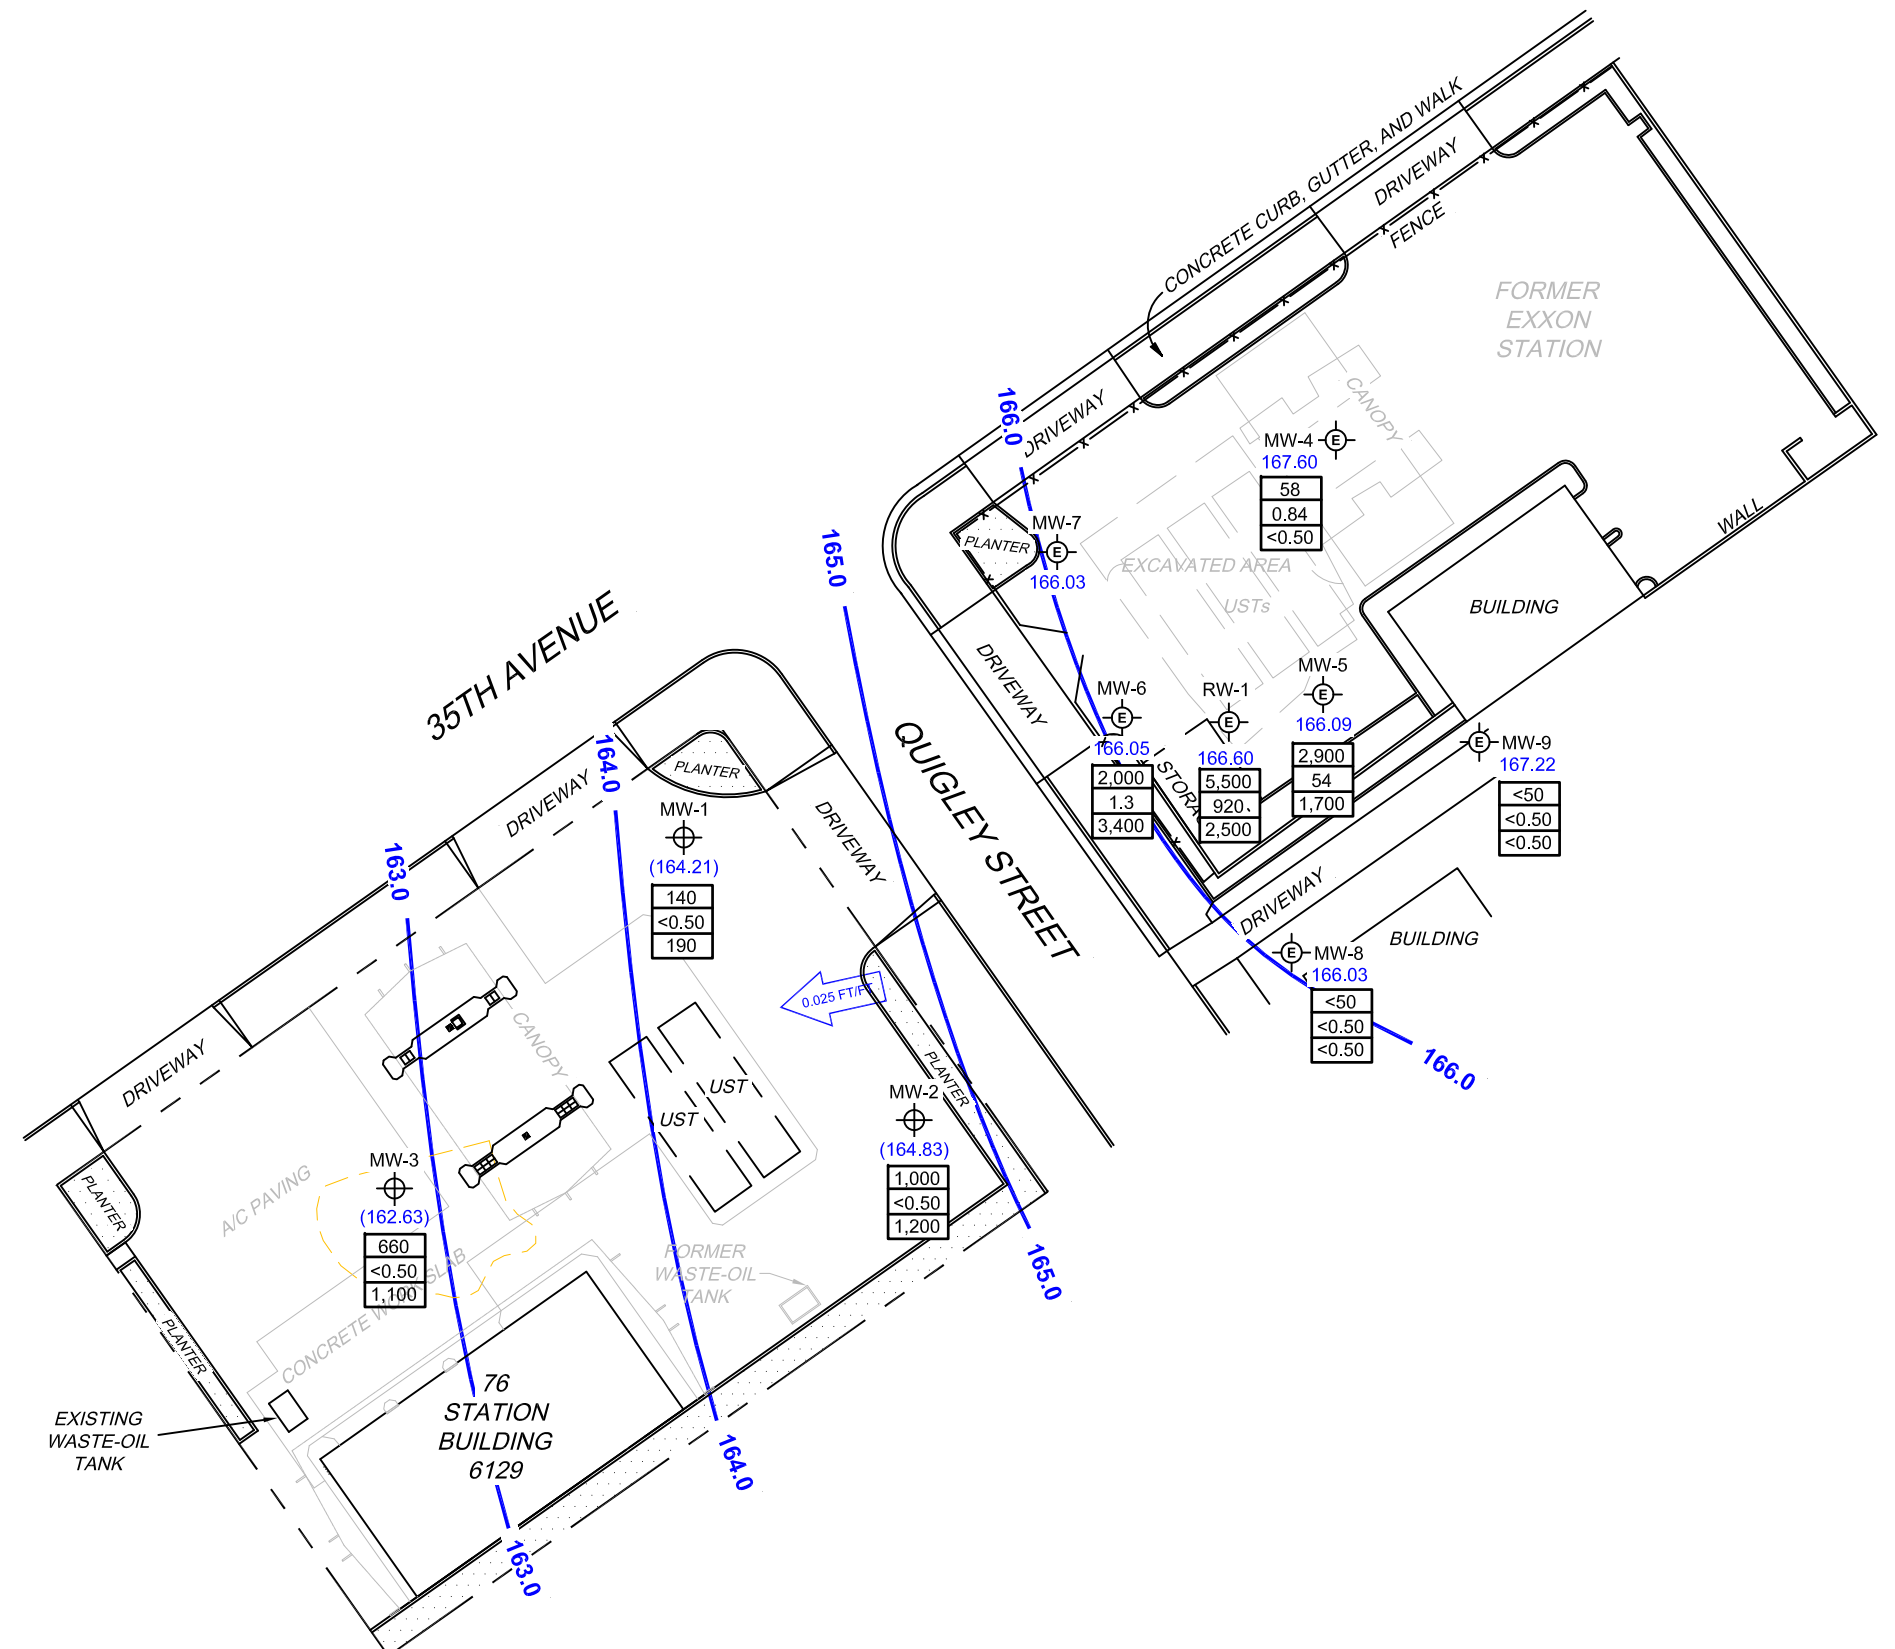 CONCRETE CURB, GUTTER, AND WALK
DRIVEWAY
FENCE
FORMER
EXXON
STATION
CANOPY
166.0
DRIVEWAY
MW-4
E
167.60
58
0.84
<0.50
WALL
165.0
MW-7
PLANTER
E
166.03
EXCAVATED AREA
USTs
BUILDING
35TH AVENUE
DRIVEWAY
MW-5
E
166.09
2,900
54
1,700
MW-6
E
166.05
2,000
1.3
3,400
RW-1
E
166.60
5,500
920
2,500
STORA
QUIGLEY STREET
E
MW-9
167.22
<50
<0.50
<0.50
164.0
PLANTER
DRIVEWAY
DRIVEWAY
MW-1
(164.21)
140
<0.50
190
163.0
DRIVEWAY
BUILDING
E
MW-8
166.03
<50
<0.50
<0.50
166.0
0.025 FT/FT
CANOPY
DRIVEWAY
UST
UST
PLANTER
MW-2
(164.83)
1,000
<0.50
1,200
MW-3
(162.63)
660
<0.50
1,100
A/C PAVING
PLANTER
FORMER
WASTE-OIL
TANK
165.0
CONCRETE WORK SLAB
PLANTER
76
STATION
BUILDING
6129
EXISTING
WASTE-OIL
TANK
164.0
163.0